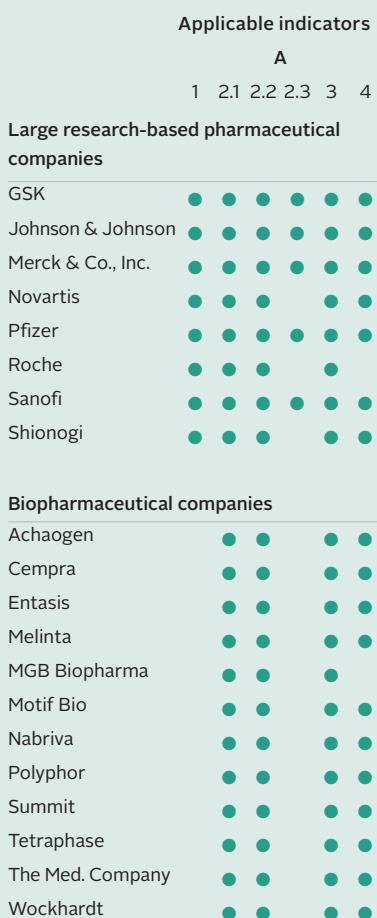 Applicable indicators
A
1 2.1 2.2 2.3 3 4
Large research-based pharmaceutical
companies
GSK
Johnson & Johnson
Merck & Co., Inc.
Novartis
Pfizer
Roche
Sanofi
Shionogi
Biopharmaceutical companies
Achaogen
Cempra
Entasis
Melinta
MGB Biopharma
Motif Bio
Nabriva
Polyphor
Summit
Tetraphase
The Med. Company
Wockhardt